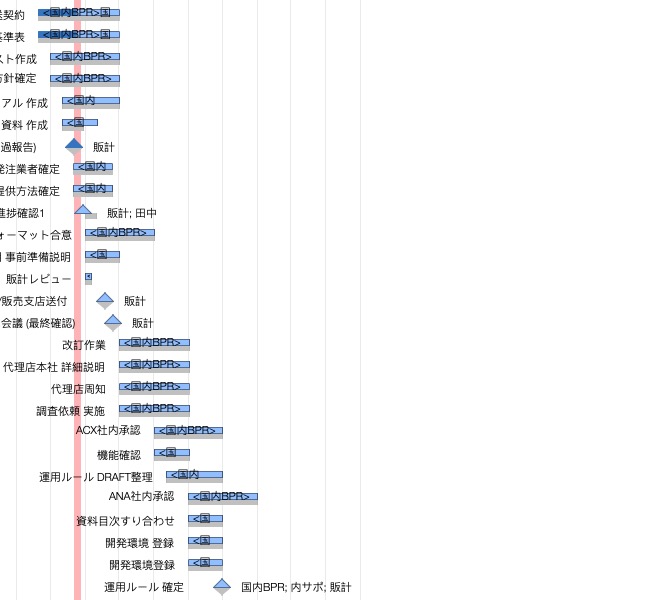 契約 <国内BPR>国
基準表 <国内BPR>国
スト作成 <国内BPR>
方針確定 <国内BPR>
アル 作成 <国内
資料 作成 <国
過報告) 販計
発注業者確定 <国内
提供方法確定 <国内
進捗確認1 販計; 田中
ォーマット合意 <国内BPR>
事前準備説明 <国
販計レビュー
/販売支店送付 販計
会議 (最終確認) 販計
改訂作業 <国内BPR>
代理店本社 詳細説明 <国内BPR>
代理店周知 <国内BPR>
調査依頼 実施 <国内BPR>
ACX社内承認 <国内BPR>
機能確認 <国
運用ルール DRAFT整理 <国内
ANA社内承認 <国内BPR>
資料目次すり合わせ <国
開発環境 登録 <国
開発環境登録 <国
運用ルール 確定 国内BPR; 内サポ; 販計